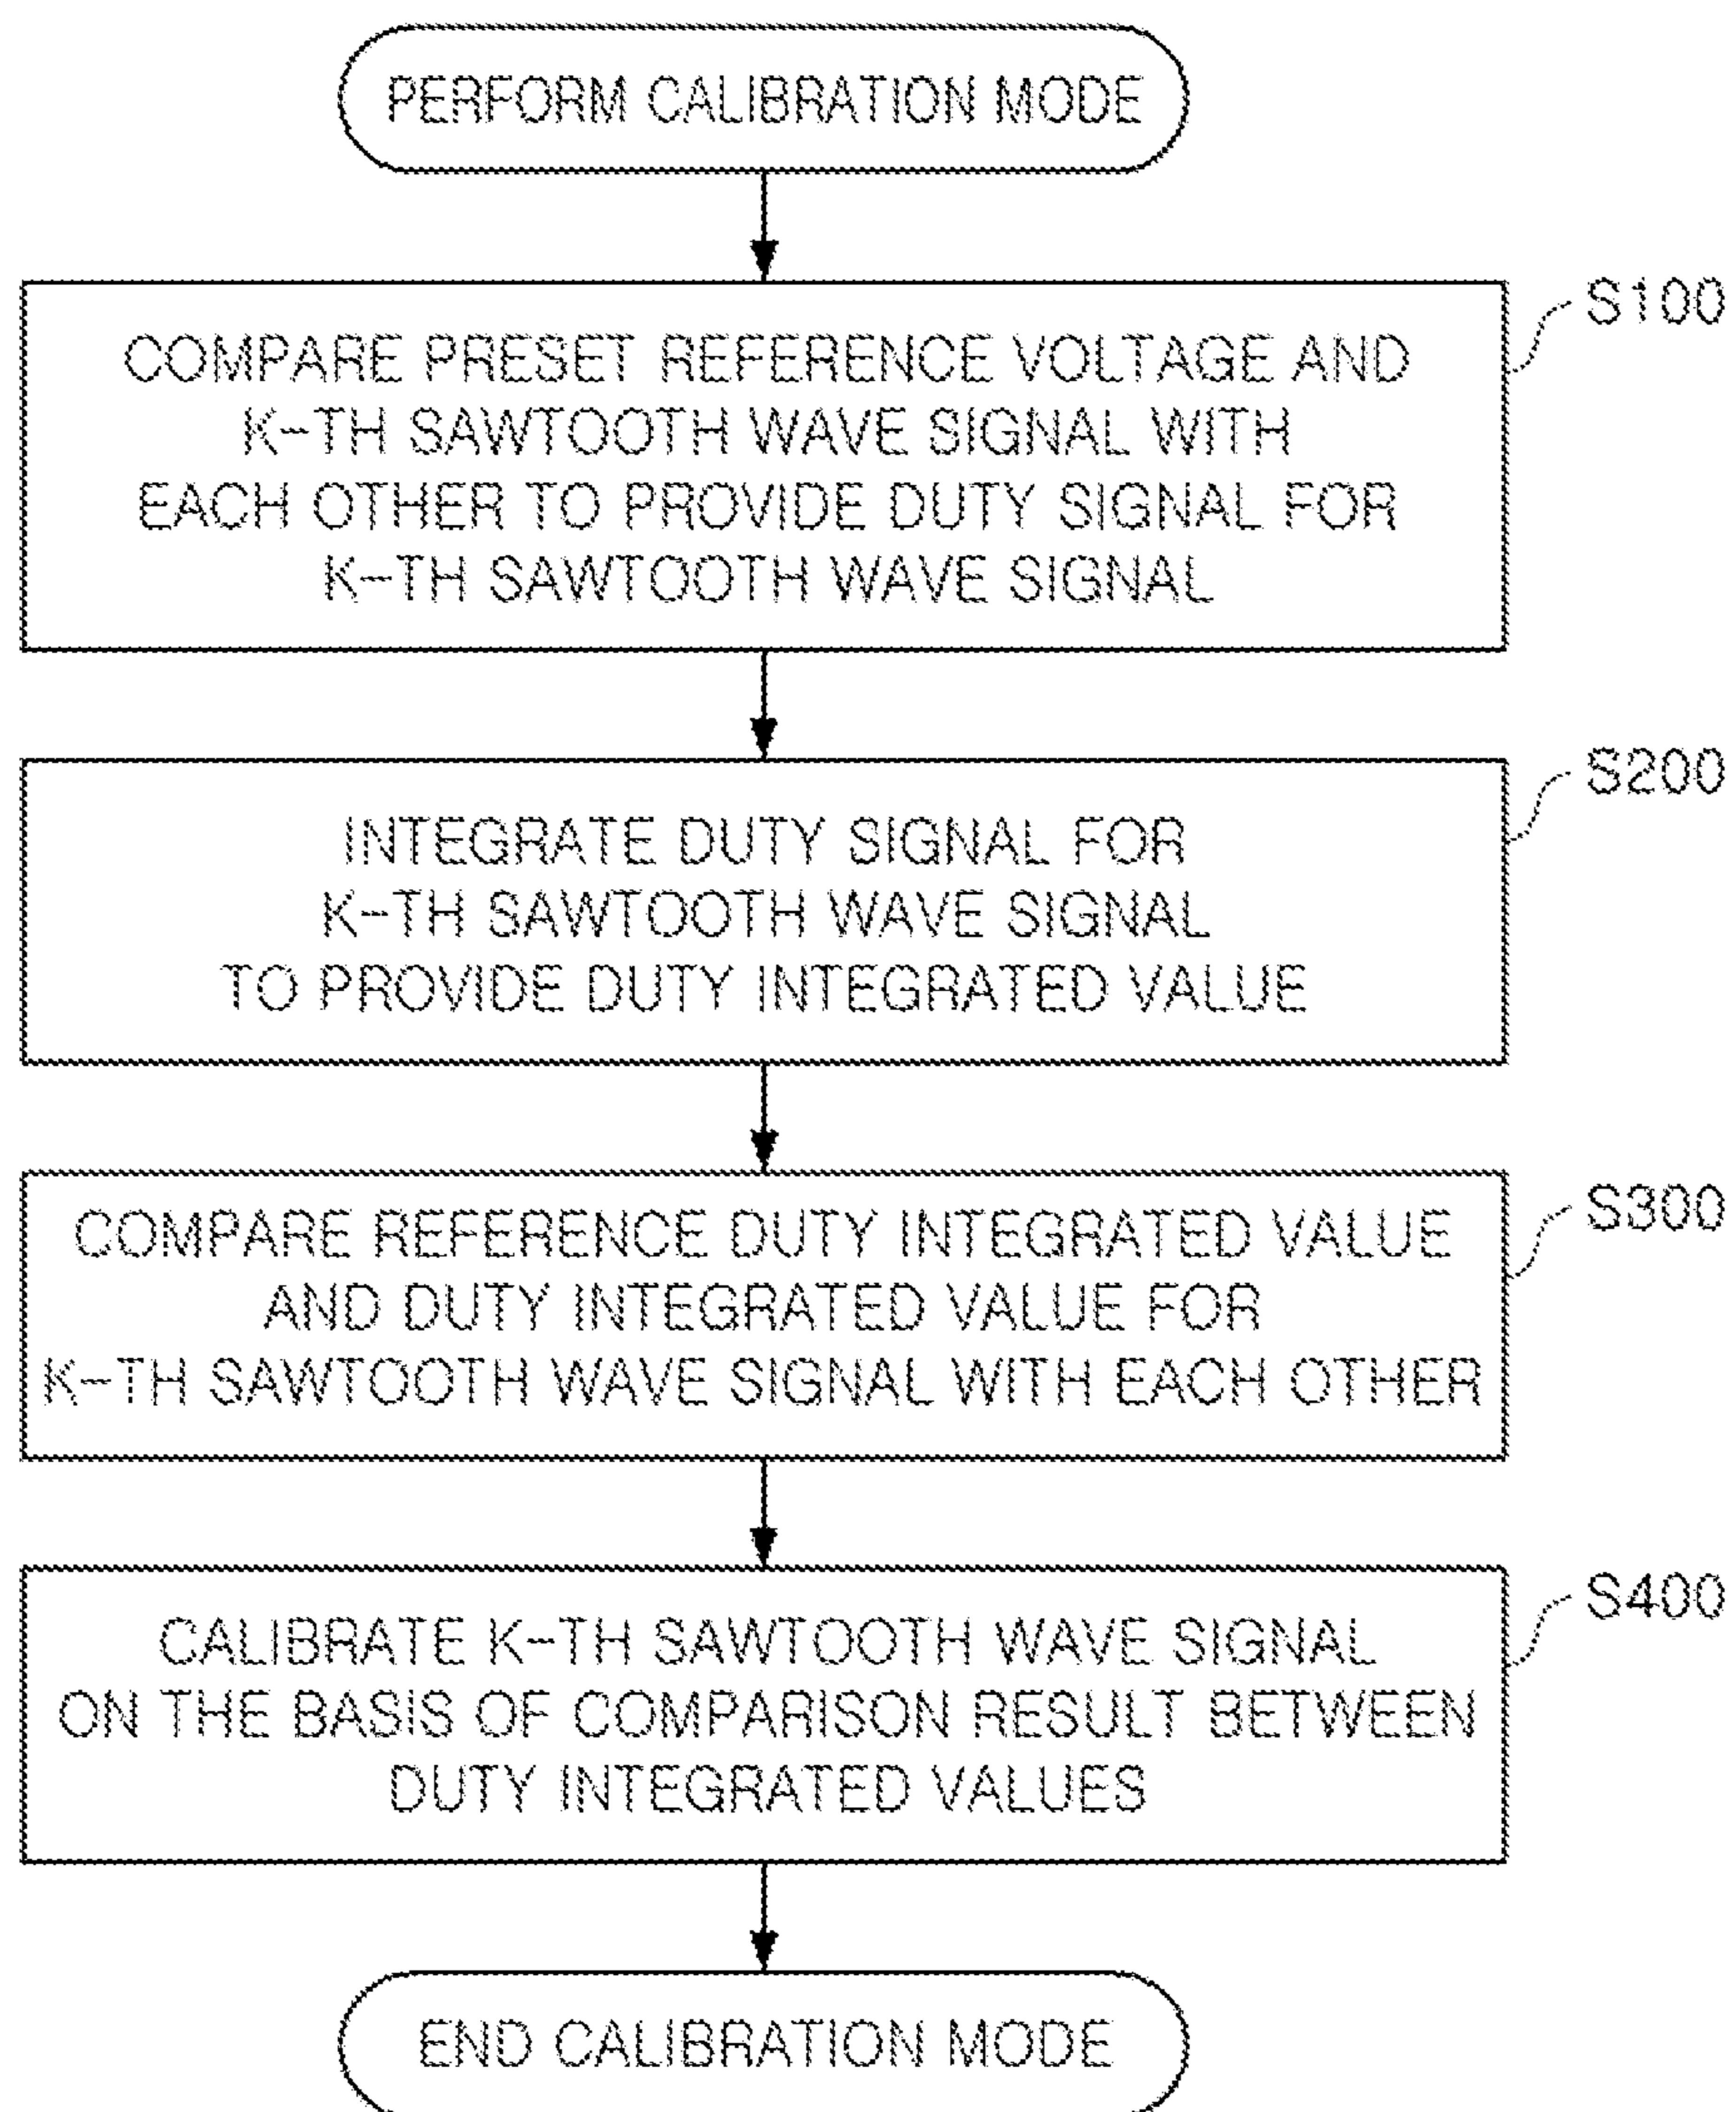 PERFORM CALIBRATION MODE
S100
COMPARE PRESET REFERENCE VOLTAGE AND
K-TH SAWTOOTH WAVE SIGNAL WITH
EACH OTHER TO PROVIDE DUTY SIGNAL FOR
K-TH SAWTOOTH WAVE SIGNAL
S200
INTEGRATE DUTY SIGNAL FOR
K-TH SAWTOOTH WAVE SIGNAL
TO PROVIDE DUTY INTEGRATED VALUE
S300
COMPARE REFERENCE DUTY INTEGRATED VALUE
AND DUTY INTEGRATED VALUE FOR
K-TH SAWTOOTH WAVE SIGNAL WITH EACH OTHER
S400
CALIBRATE K-TH SAWTOOTH WAVE SIGNAL
ON THE BASIS OF COMPARISON RESULT BETWEEN
DUTY INTEGRATED VALUES
END CALIBRATION MODE